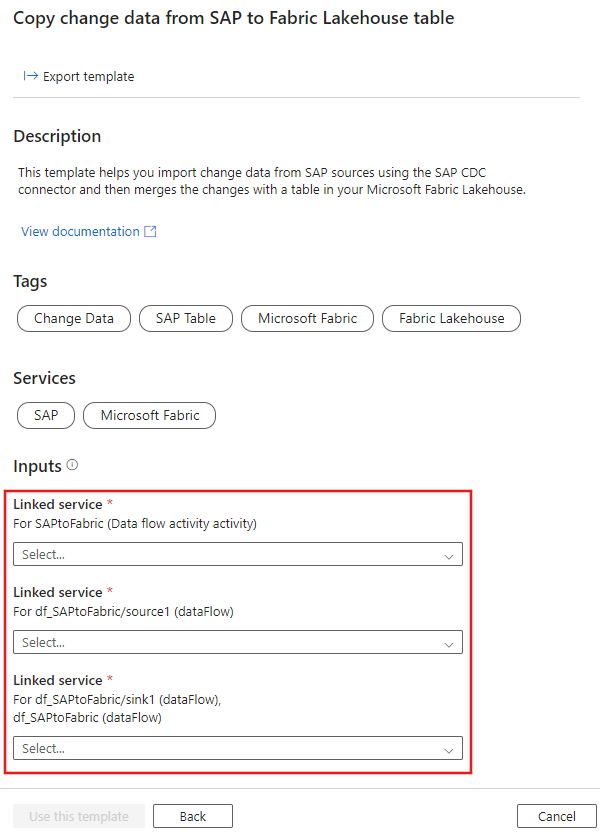 Copy change data from SAP to Fabric Lakehouse table
Export template
Description
This template helps you import change data from SAP sources using the SAP CDC
connector and then merges the changes with a table in your Microsoft Fabric Lakehouse.
View documentation
Tags
Change Data SAP Table Microsoft Fabric Fabric Lakehouse
Services
SAP Microsoft Fabric
Inputs
Linked service *
For SAPtoFabric (Data flow activity activity)
Select...
Linked service *
For df_SAPtoFabric/source1 (dataFlow)
Select...
Linked service *
For df_SAPtoFabric/sink1 (dataFlow),
df_SAPtoFabric (dataFlow)
Select...
Use this template Back Cancel